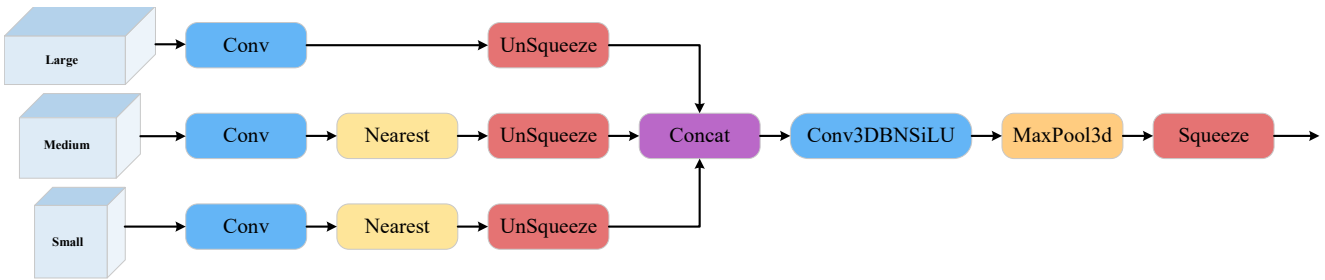 Large
Conv
UnSqueeze
Medium
Conv
Nearest
UnSqueeze
Concat
Conv3DBNSiLU
MaxPool3d
Squeeze
Small
Conv
Nearest
UnSqueeze